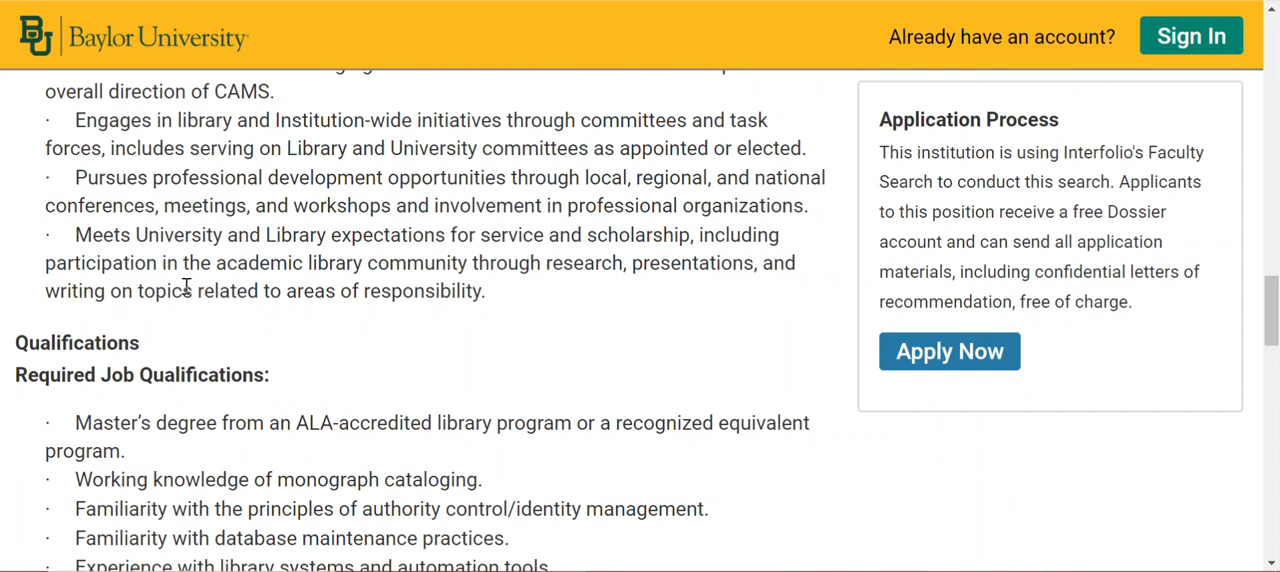 BU Baylor University
Already have an account?
Sign In
overall direction of CAMS.
· Engages in library and Institution-wide initiatives through committees and task
forces, includes serving on Library and University committees as appointed or elected.
· Pursues professional development opportunities through local, regional, and national
conferences, meetings, and workshops and involvement in professional organizations.
· Meets University and Library expectations for service and scholarship, including
participation in the academic library community through research, presentations, and
writing on topics related to areas of responsibility.
Qualifications
Required Job Qualifications:
· Master’s degree from an ALA-accredited library program or a recognized equivalent
program.
· Working knowledge of monograph cataloging.
· Familiarity with the principles of authority control/identity management.
· Familiarity with database maintenance practices.
· Experience with library systems and automation tools.
Application Process
This institution is using Interfolio's Faculty
Search to conduct this search. Applicants
to this position receive a free Dossier
account and can send all application
materials, including confidential letters of
recommendation, free of charge.
Apply Now